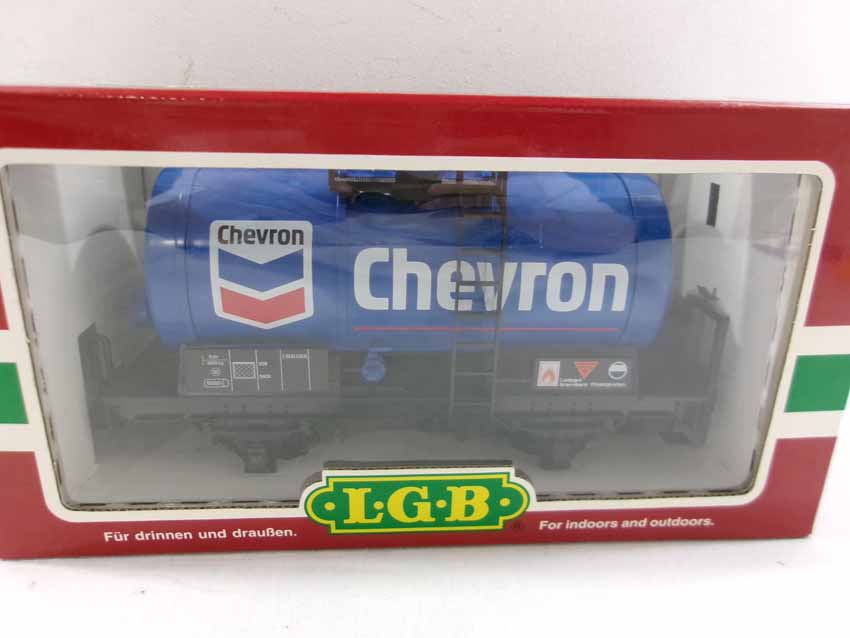 Chevron
Chevron
Für drinnen und draußen.
L·G·B
®
For indoors and outdoors.